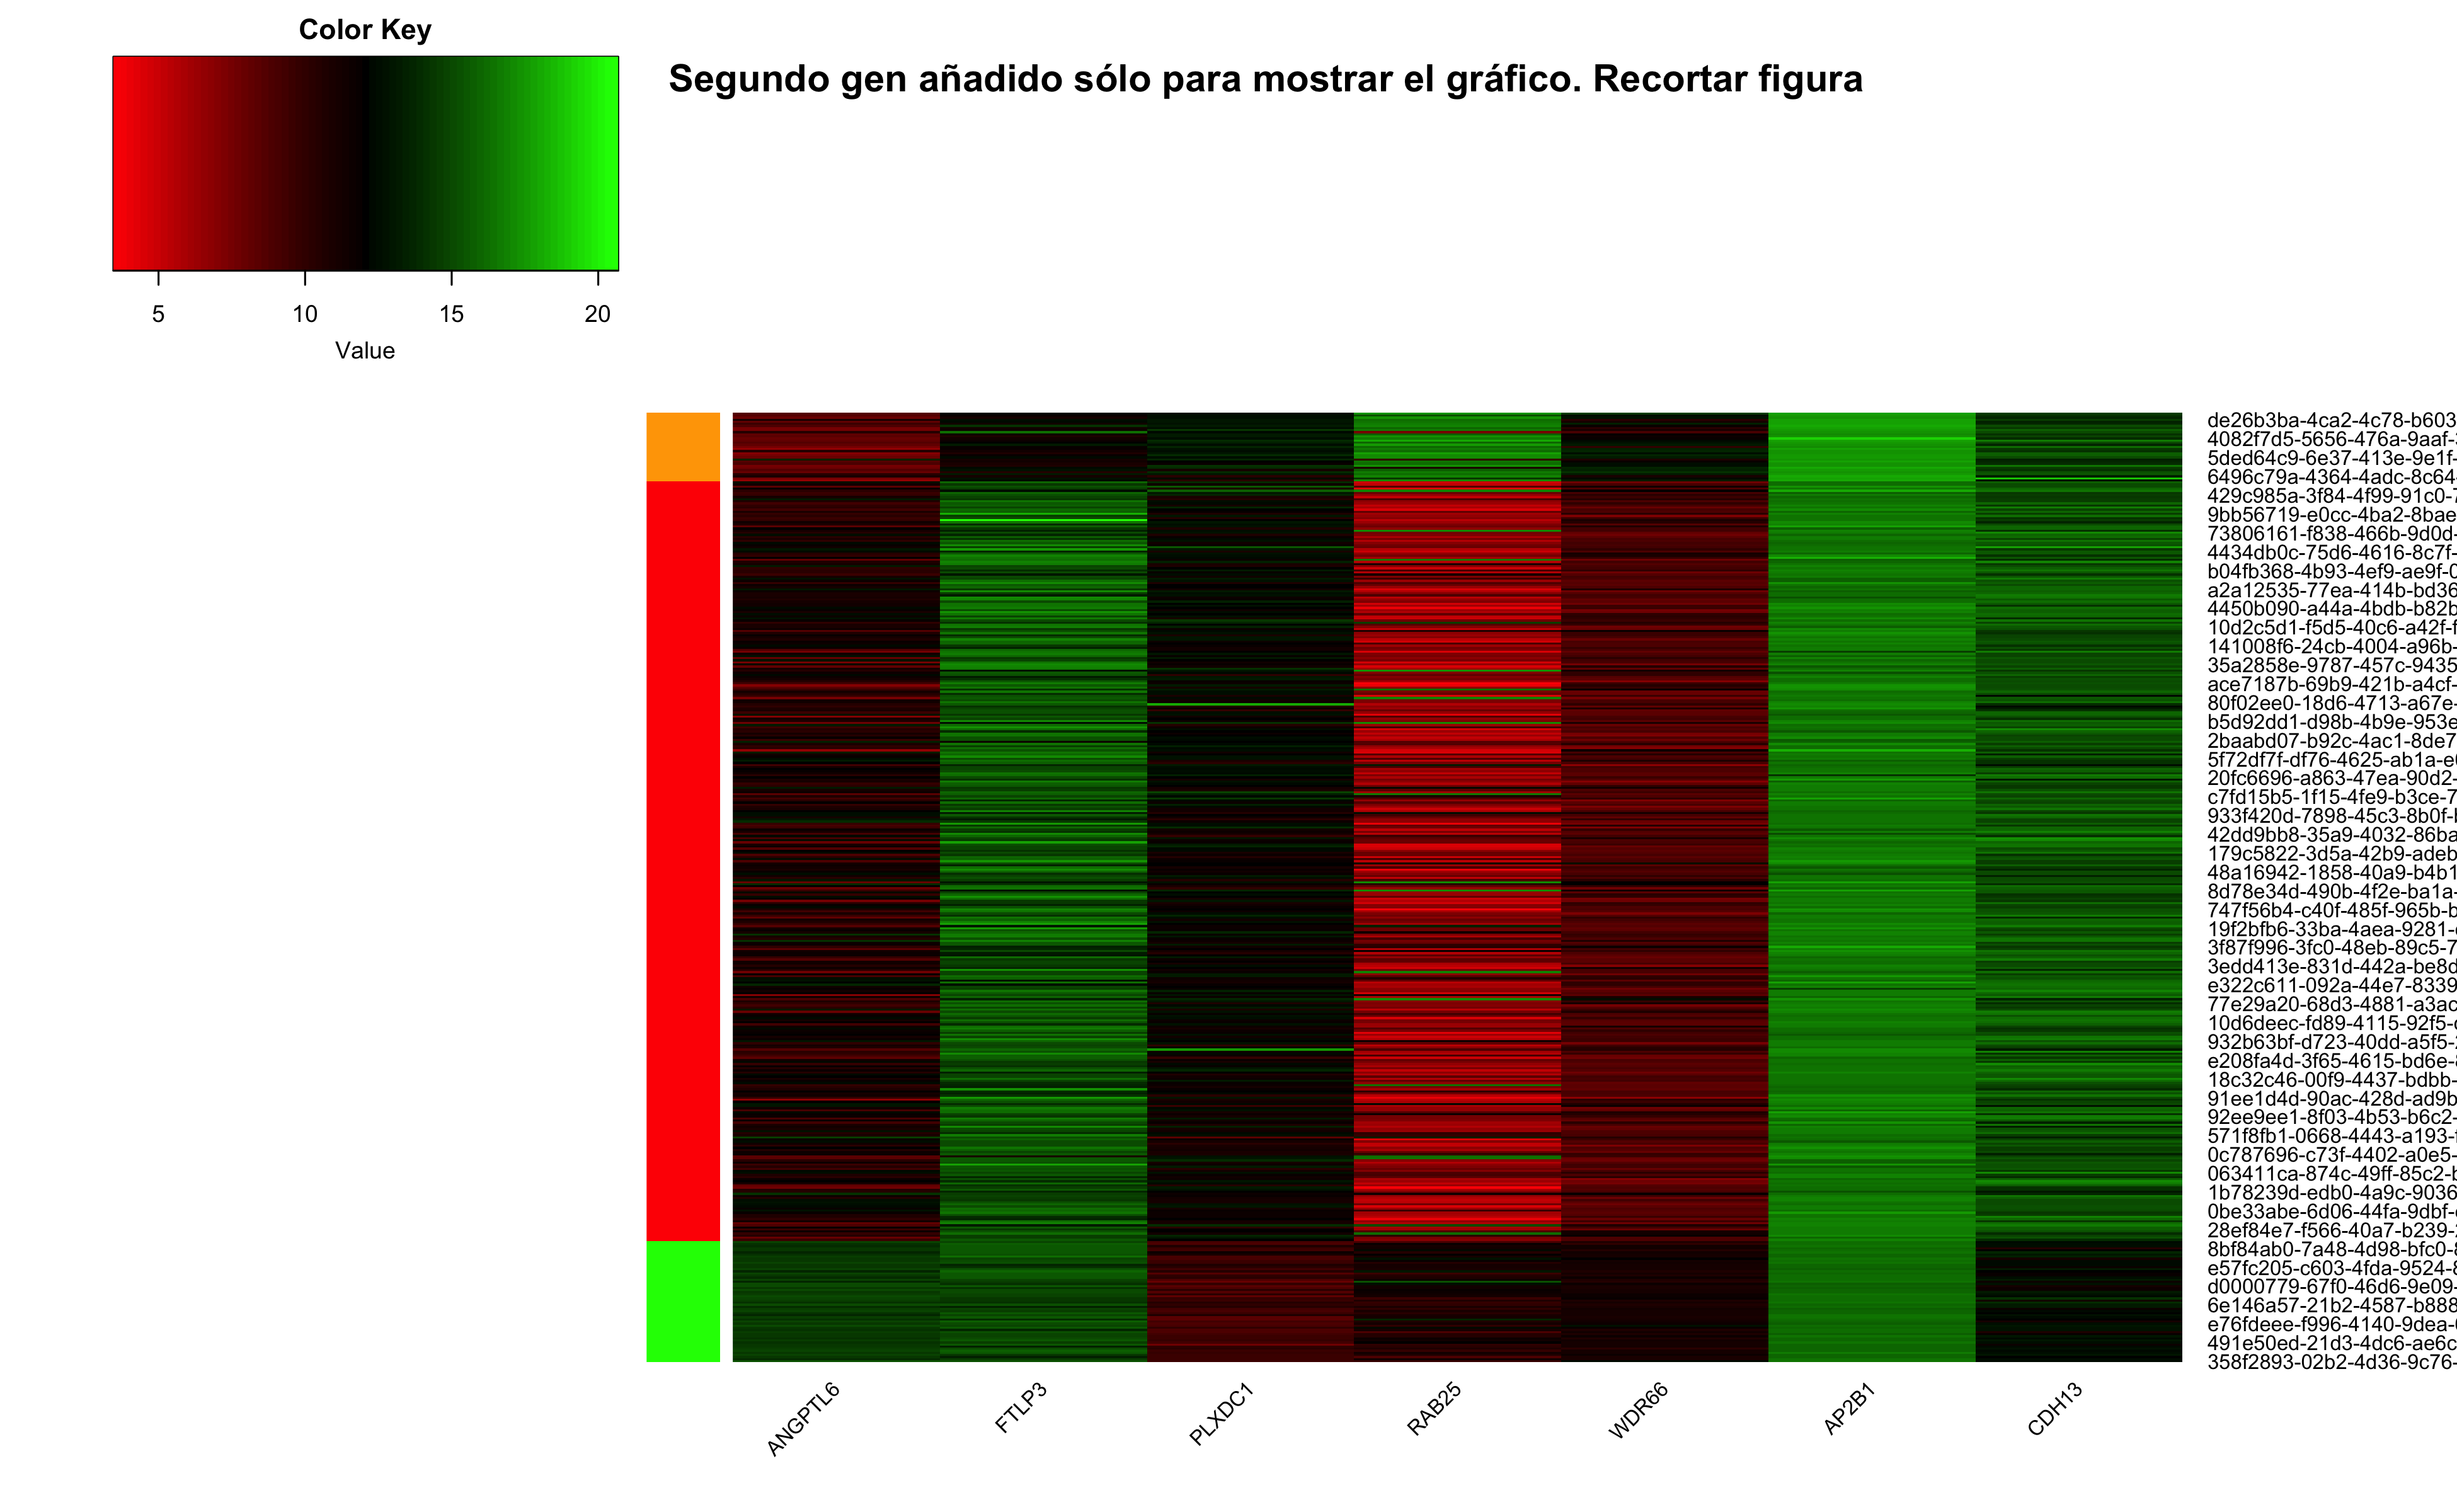 Color Key
Segundo gen añadido sólo para mostrar el gráfico. Recortar figura
5 10 15 20
Value
de26b3ba-4ca2-4c78-b603
4082f7d5-5656-476a-9aaf-
5ded64c9-6e37-413e-9e1f-
6496c79a-4364-4adc-8c64-
429c985a-3f84-4f99-91c0-7
9bb56719-e0cc-4ba2-8bae
73806161-f838-466b-9d0d-
4434db0c-75d6-4616-8c7f-
b04fb368-4b93-4ef9-ae9f-0
a2a12535-77ea-414b-bd36
4450b090-a44a-4bdb-b82b
10d2c5d1-f5d5-40c6-a42f-f
141008f6-24cb-4004-a96b-
35a2858e-9787-457c-9435
ace7187b-69b9-421b-a4cf-
80f02ee0-18d6-4713-a67e-
b5d92dd1-d98b-4b9e-953e
2baabd07-b92c-4ac1-8de7
5f72df7f-df76-4625-ab1a-e
20fc6696-a863-47ea-90d2-
c7fd15b5-1f15-4fe9-b3ce-7
933f420d-7898-45c3-8b0f-
42dd9bb8-35a9-4032-86ba
179c5822-3d5a-42b9-adeb
48a16942-1858-40a9-b4b1
8d78e34d-490b-4f2e-ba1a-
747f56b4-c40f-485f-965b-b
19f2bfb6-33ba-4aea-9281-
3f87f996-3fc0-48eb-89c5-7
3edd413e-831d-442a-be8d
e322c611-092a-44e7-8339
77e29a20-68d3-4881-a3ac
10d6deec-fd89-4115-92f5-
932b63bf-d723-40dd-a5f5-
e208fa4d-3f65-4615-bd6e-
18c32c46-00f9-4437-bdbb-
91ee1d4d-90ac-428d-ad9b
92ee9ee1-8f03-4b53-b6c2-
571f8fb1-0668-4443-a193-f
0c787696-c73f-4402-a0e5-
063411ca-874c-49ff-85c2-b
1b78239d-edb0-4a9c-9036
0be33abe-6d06-44fa-9dbf-
28ef84e7-f566-40a7-b239-
8bf84ab0-7a48-4d98-bfc0-
e57fc205-c603-4fda-9524-
d0000779-67f0-46d6-9e09-
6e146a57-21b2-4587-b888
e76fdeee-f996-4140-9dea-
491e50ed-21d3-4dc6-ae6c
358f2893-02b2-4d36-9c76-
ANGPTL6 FTLP3 PLXDC1 RAB25 WDR66 AP2B1 CDH13